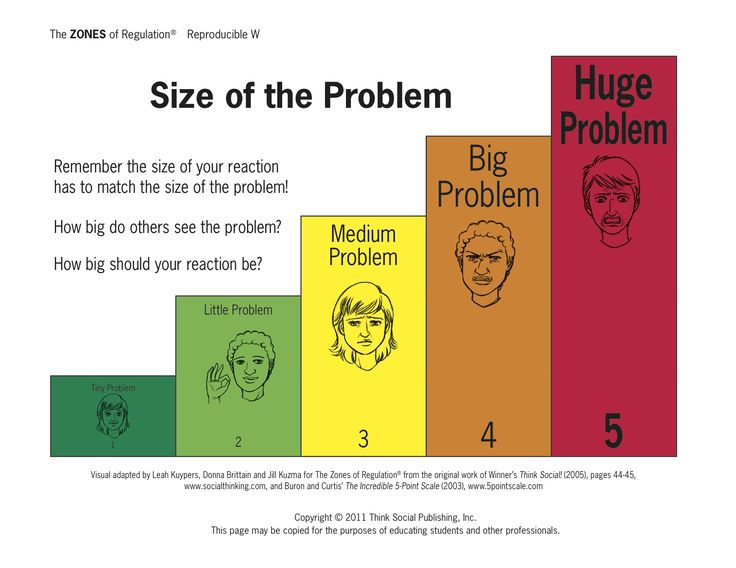 The ZONES of Regulation® Reproducible W
Size of the Problem
Remember the size of your reaction
has to match the size of the problem!
How big do others see the problem?
How big should your reaction be?
Tiny Problem
1
Little Problem
2
Medium
Problem
3
Big
Problem
4
Huge
Problem
5
Visual adapted by Leah Kuypers, Donna Brittain and Jill Kuzma for The Zones of Regulation® from the original work of Winner's Think Social! (2005), pages 44-45,
www.socialthinking.com, and Buron and Curtis' The Incredible 5-Point Scale (2003), www.5pointscale.com
Copyright © 2011 Think Social Publishing, Inc.
This page may be copied for the purposes of educating students and other professionals.